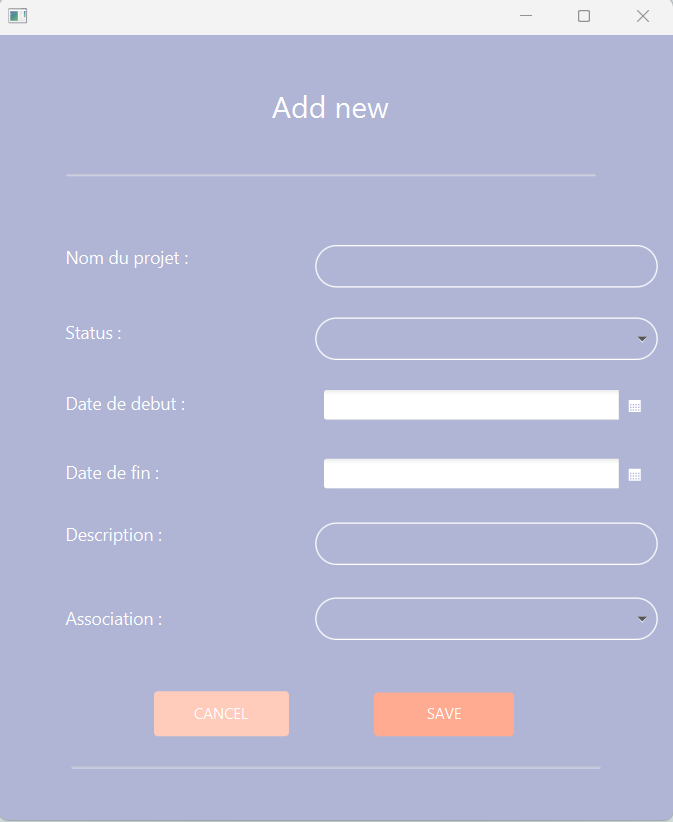 Add new
Nom du projet :
Status :
Date de debut :
Date de fin :
Description :
Association :
CANCEL SAVE